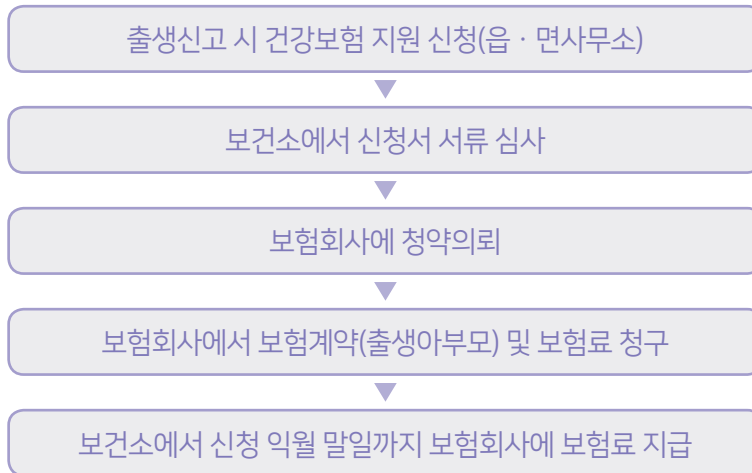 출생신고 시 건강보험 지원 신청(읍 · 면사무소)
보건소에서 신청서 서류 심사
보험회사에 청약의뢰
보험회사에서 보험계약(출생아부모) 및 보험료 청구
보건소에서 신청 익월 말일까지 보험회사에 보험료 지급